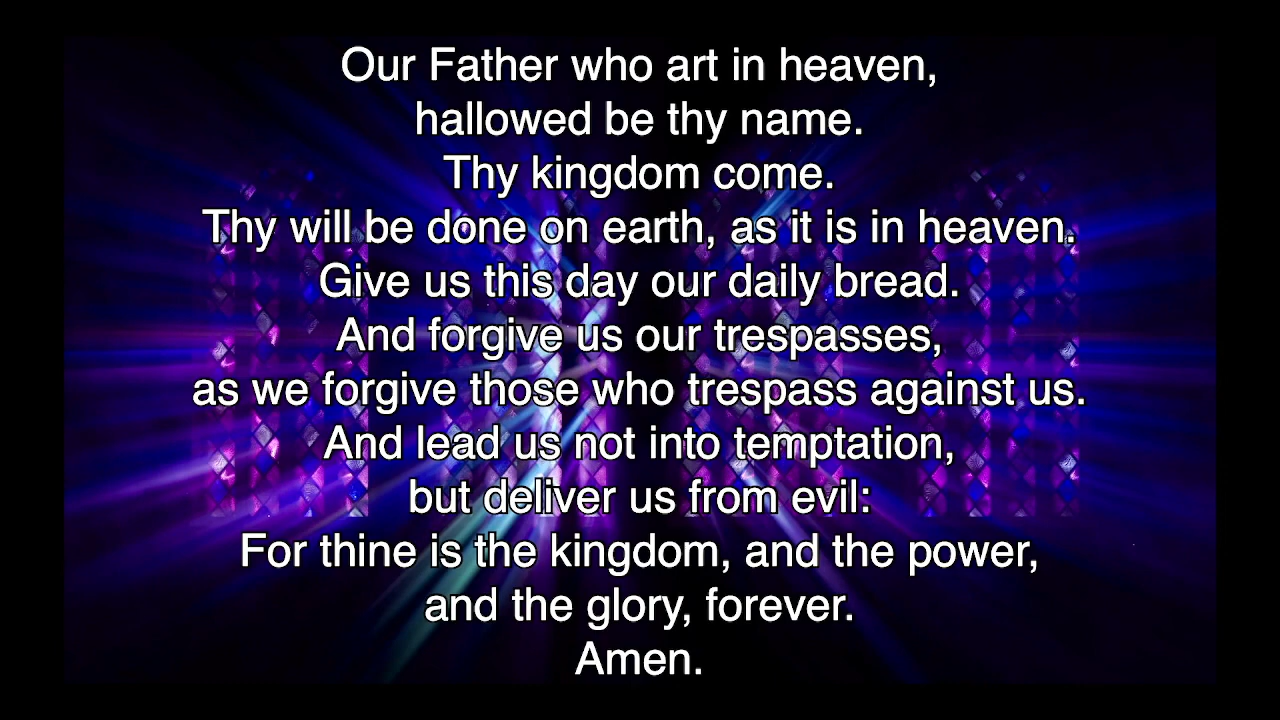 Our Father who art in heaven,
hallowed be thy name.
Thy kingdom come.
Thy will be done on earth, as it is in heaven.
Give us this day our daily bread.
And forgive us our trespasses,
as we forgive those who trespass against us.
And lead us not into temptation,
but deliver us from evil:
For thine is the kingdom, and the power,
and the glory, forever.
Amen.